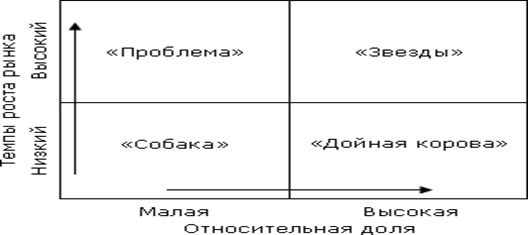 Темпы роста рынка
Высокий
Низкий
«Проблема»
«Звезды»
«Собака»
«Дойная корова»
Малая
Высокая
Относительная доля